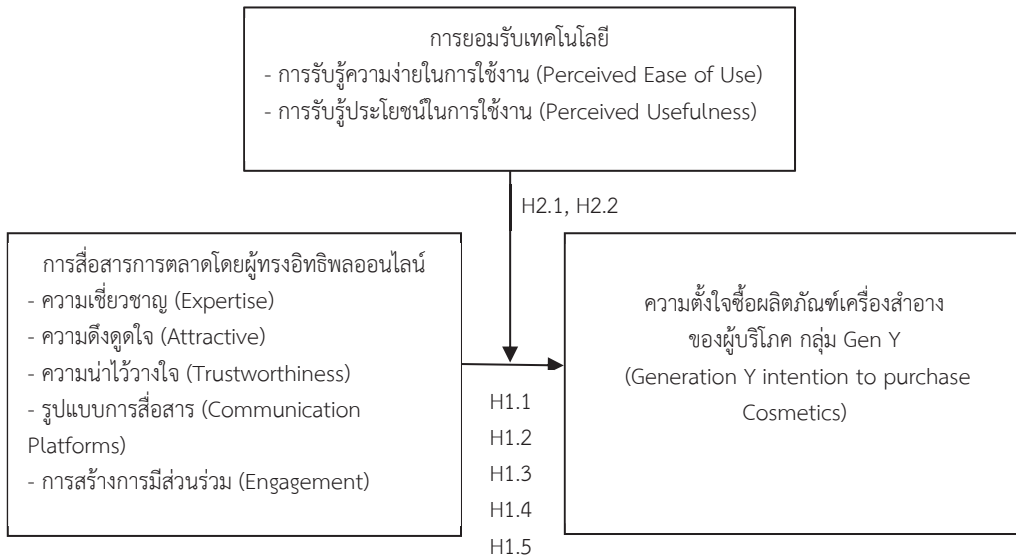 การยอมรับเทคโนโลยี
- การรับรู้ความง่ายในการใช้งาน (Perceived Ease of Use)
- การรับรู้ประโยชน์ในการใช้งาน (Perceived Usefulness)
H2.1, H2.2
การสื่อสารการตลาดโดยผู้ทรงอิทธิพลออนไลน์
- ความเชี่ยวชาญ (Expertise)
- ความดึงดูดใจ (Attractive)
- ความน่าไว้วางใจ (Trustworthiness)
- รูปแบบการสื่อสาร (Communication
Platforms)
- การสร้างการมีส่วนร่วม (Engagement)
H1.1
H1.2
H1.3
H1.4
H1.5
ความตั้งใจซื้อผลิตภัณฑ์เครื่องสำอาง
ของผู้บริโภค กลุ่ม Gen Y
(Generation Y intention to purchase
Cosmetics)